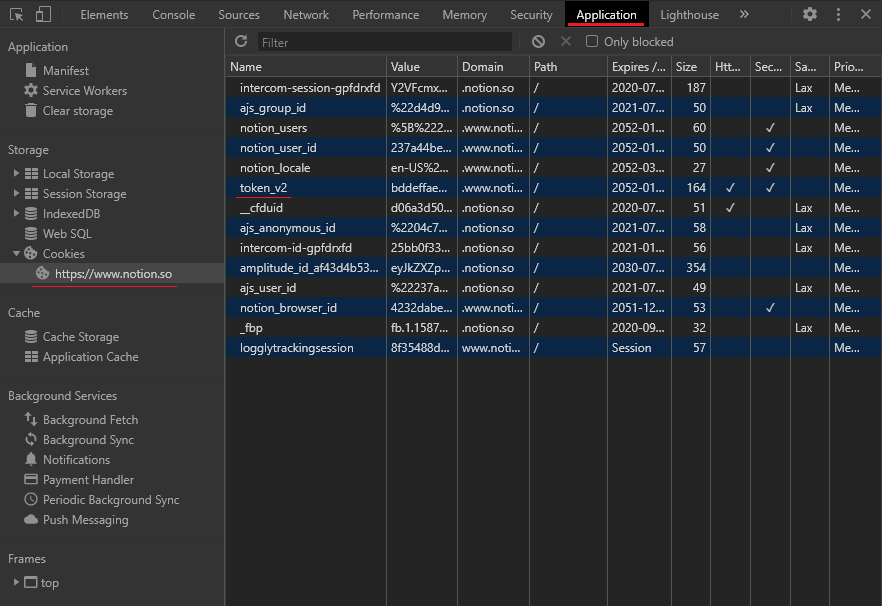 Elements Console Sources Network Performance Memory Security Application Lighthouse »
Application
Manifest
Service Workers
Clear storage
Storage
Local Storage
Session Storage
IndexedDB
Web SQL
Cookies
https://www.notion.so
Cache
Cache Storage
Application Cache
Background Services
Background Fetch
Background Sync
Notifications
Payment Handler
Periodic Background Sync
Push Messaging
Frames
top
Filter Only blocked
Name Value Domain Path Expires /... Size Htt... Sec... Sa... Prio...
intercom-session-gpfdrxfd Y2VFcmx... .notion.so / 2020-07... 187 Lax Me...
ajs_group_id %22d4d9... .notion.so / 2021-07... 50 Lax Me...
notion_users %5B%222... .www.noti... / 2052-01... 60 ✓ Me...
notion_user_id 237a44be... .www.noti... / 2052-01... 50 ✓ Me...
notion_locale en-US%2... .www.noti... / 2052-03... 27 ✓ Me...
token_v2 bddeffae... .www.noti... / 2052-01... 164 ✓ ✓ Me...
__cfduid d06a3d50... .notion.so / 2020-07... 51 ✓ Lax Me...
ajs_anonymous_id %2204c7... .notion.so / 2021-07... 58 Lax Me...
intercom-id-gpfdrxfd 25bb0f33... .notion.so / 2021-01... 56 Lax Me...
amplitude_id_af43d4b53... eyJkZXZp... .notion.so / 2030-07... 354 Me...
ajs_user_id %22237a... .notion.so / 2021-07... 49 Lax Me...
notion_browser_id 4232dabe... .www.noti... / 2051-12... 53 ✓ Me...
_fbp fb.1.1587... .notion.so / 2020-09... 32 Lax Me...
logglytrackingsession 8f35488d... www.noti... / Session 57 Me...